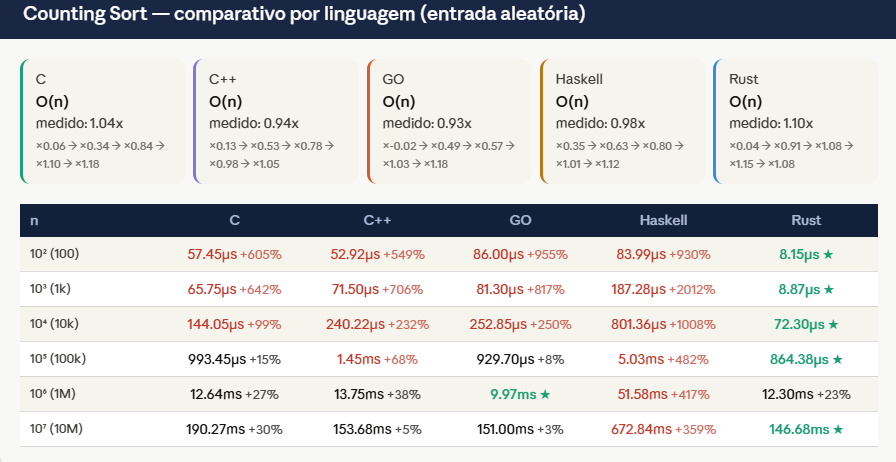 Counting Sort — comparativo por linguagem (entrada aleatória)
C
O(n)
medido: 1.04x
×0.06 → ×0.34 → ×0.84 →
×1.10 → ×1.18
C++
O(n)
medido: 0.94x
×0.13 → ×0.53 → ×0.78 →
×0.98 → ×1.05
GO
O(n)
medido: 0.93x
×-0.02 → ×0.49 → ×0.57 →
×1.03 → ×1.18
Haskell
O(n)
medido: 0.98x
×0.35 → ×0.63 → ×0.80 →
×1.01 → ×1.12
Rust
O(n)
medido: 1.10x
×0.04 → ×0.91 → ×1.08 →
×1.15 → ×1.08
n C C++ GO Haskell Rust
10² (100) 57.45µs +605% 52.92µs +549% 86.00µs +955% 83.99µs +930% 8.15µs ★
10³ (1k) 65.75µs +642% 71.50µs +706% 81.30µs +817% 187.28µs +2012% 8.87µs ★
10⁴ (10k) 144.05µs +99% 240.22µs +232% 252.85µs +250% 801.36µs +1008% 72.30µs ★
10⁵ (100k) 993.45µs +15% 1.45ms +68% 929.70µs +8% 5.03ms +482% 864.38µs ★
10⁶ (1M) 12.64ms +27% 13.75ms +38% 9.97ms ★ 51.58ms +417% 12.30ms +23%
10⁷ (10M) 190.27ms +30% 153.68ms +5% 151.00ms +3% 672.84ms +359% 146.68ms ★